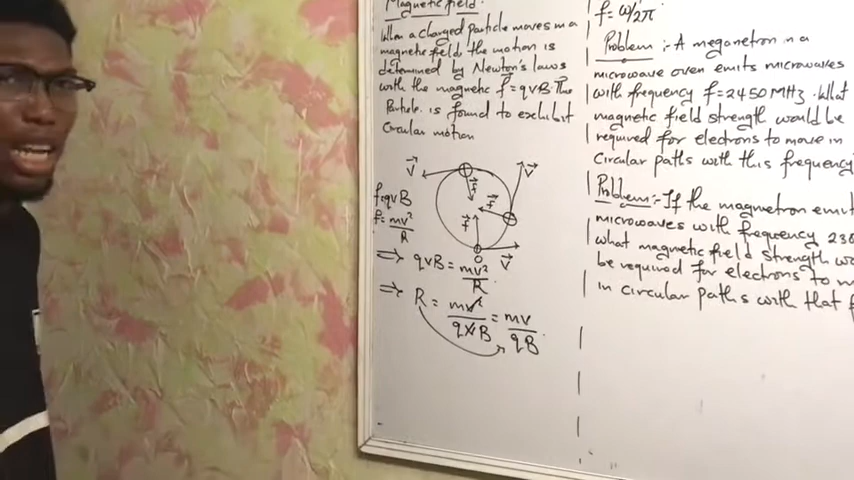 Magnetic field:
When a charged Particle moves in a
magnetic field, the motion is
determined by Newton's laws
with the magnetic f = qvB. The
Particle is found to exhibit
Circular motion
V
V
f
f
f
V
f=qvB
f= mv²/R
⇒ qvB = mv²/R
⇒ R = mv²/qvB = mv/qB
f= ω/2π
Problem :- A megonetron in a
microwave oven emits microwaves
with frequency f=2450 MHz. What
magnetic field strength would be
required for electrons to move in
Circular paths with this frequency
Problem:- If the magnetron emit
microwaves with frequency 23
what magnetic field strength
be required for electrons to
in circular paths with that